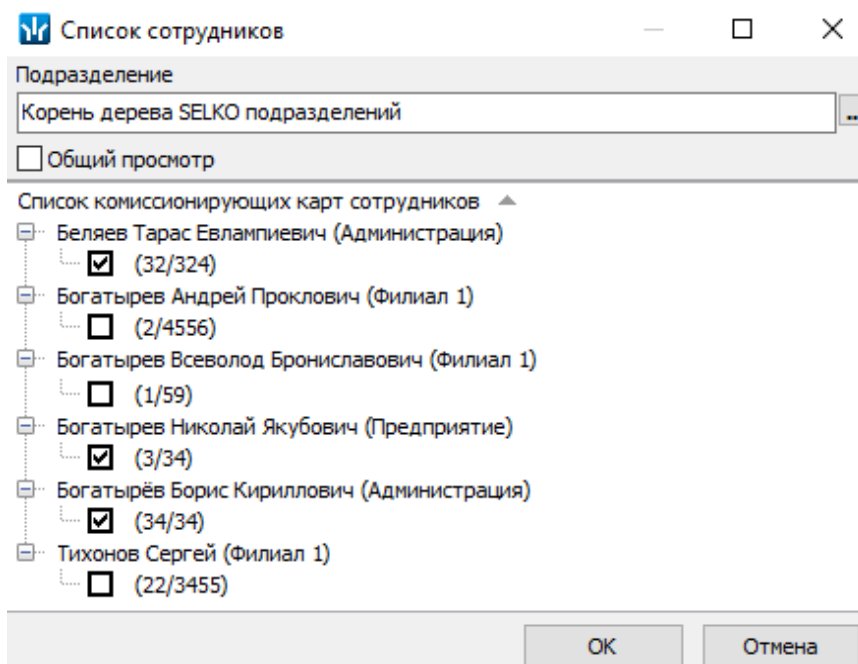 Список сотрудников
Подразделение
Корень дерева SELKO подразделений
...
Общий просмотр
Список комиссионирующих карт сотрудников
Беляев Тарас Евлампиевич (Администрация)
(32/324)
Богатырев Андрей Проклович (Филиал 1)
(2/4556)
Богатырев Всеволод Брониславович (Филиал 1)
(1/59)
Богатырев Николай Якубович (Предприятие)
(3/34)
Богатырёв Борис Кириллович (Администрация)
(34/34)
Тихонов Сергей (Филиал 1)
(22/3455)
OK Отмена